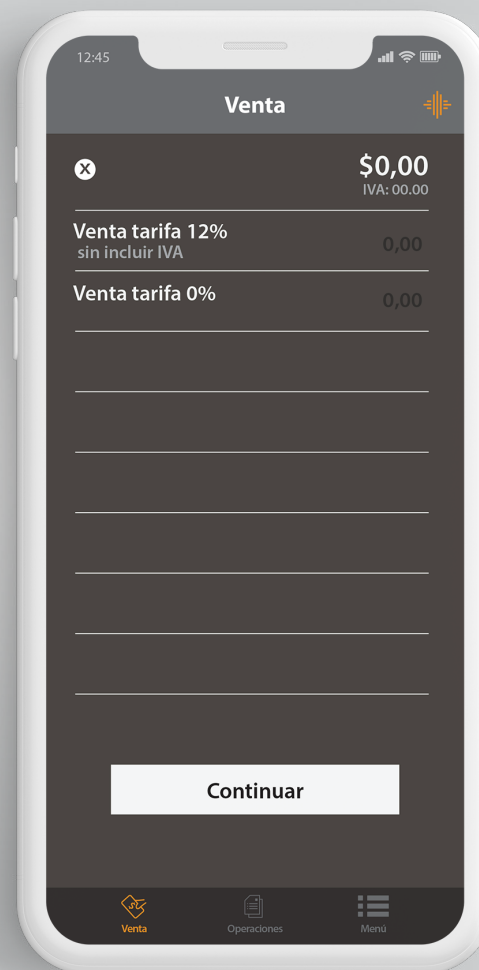 12:45
Venta
$0,00
IVA: 00.00
Venta tarifa 12%
sin incluir IVA
0,00
Venta tarifa 0%
0,00
Continuar
Venta
Operaciones
Menú